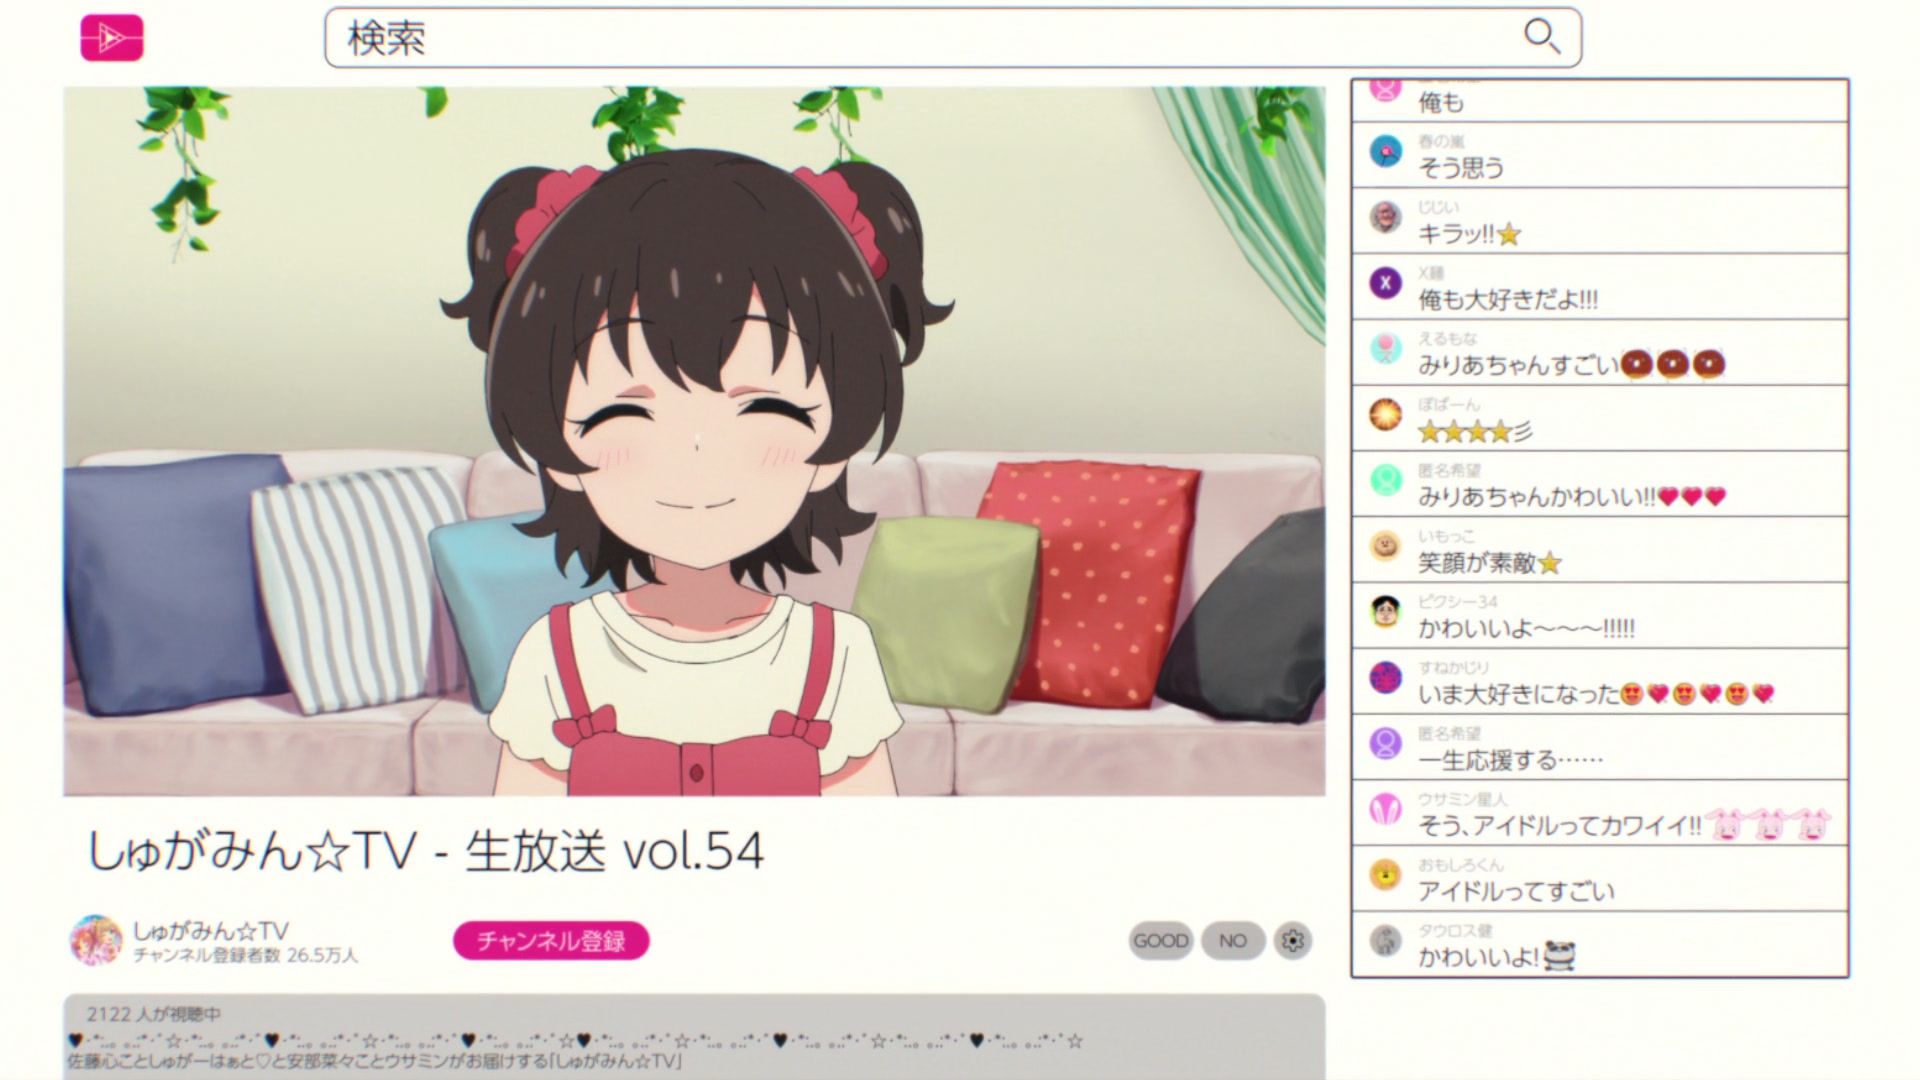 検索
俺も
春の嵐
そう思う
じじい
キラッ!!⭐
X麺
俺も大好きだよ!!!
えるもな
みりあちゃんすごい🍩🍩🍩
ぽぱーん
⭐⭐⭐⭐彡
匿名希望
みりあちゃんかわいい!!❤❤❤
いもっこ
笑顔が素敵⭐
ピクシー34
かわいいよ〜〜〜!!!!!
すねかじり
いま大好きになった😍💘😍💘😍💘
匿名希望
一生応援する……
ウサミン星人
そう、アイドルってカワイイ!!
おもしろくん
アイドルってすごい
タウロス健
かわいいよ!
しゅがみん☆TV - 生放送 vol.54
しゅがみん☆TV
チャンネル登録者数 26.5万人
チャンネル登録
GOOD
NO
2122 人が視聴中
佐藤心ことしゅがーはぁと♡と安部菜々ことウサミンがお届けする「しゅがみん☆TV」